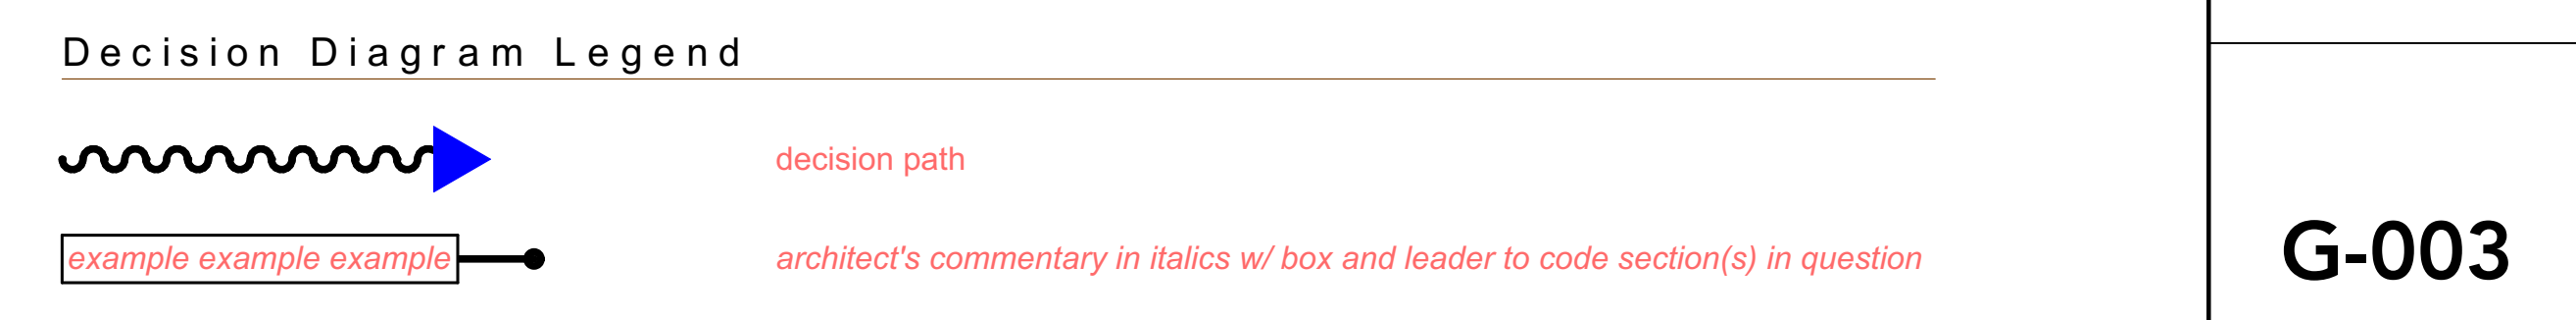 Decision Diagram Legend
decision path
example example example
architect's commentary in italics w/ box and leader to code section(s) in question
G-003